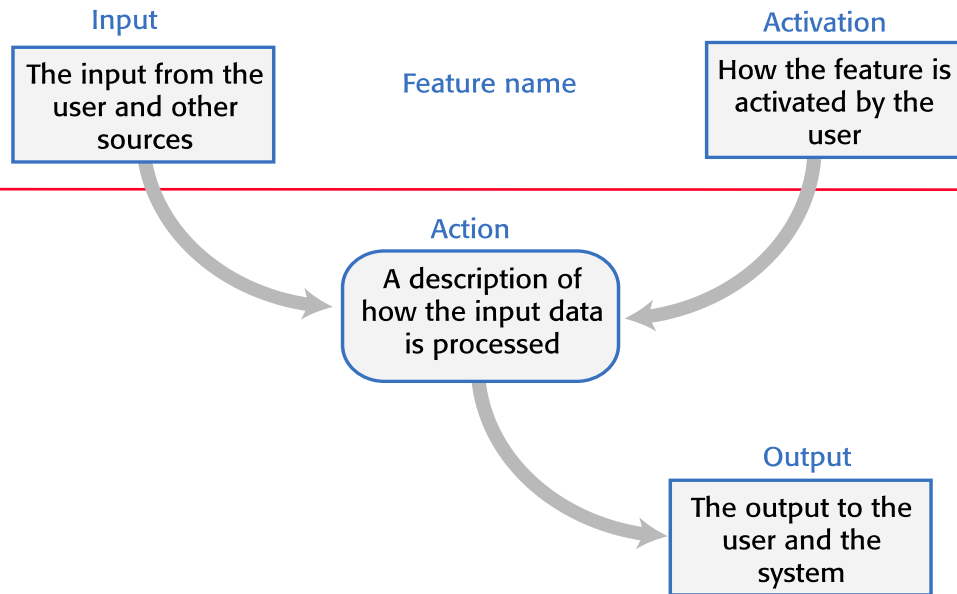 Input
The input from the
user and other
sources
Feature name
Activation
How the feature is
activated by the
user
Action
A description of
how the input data
is processed
Output
The output to the
user and the
system